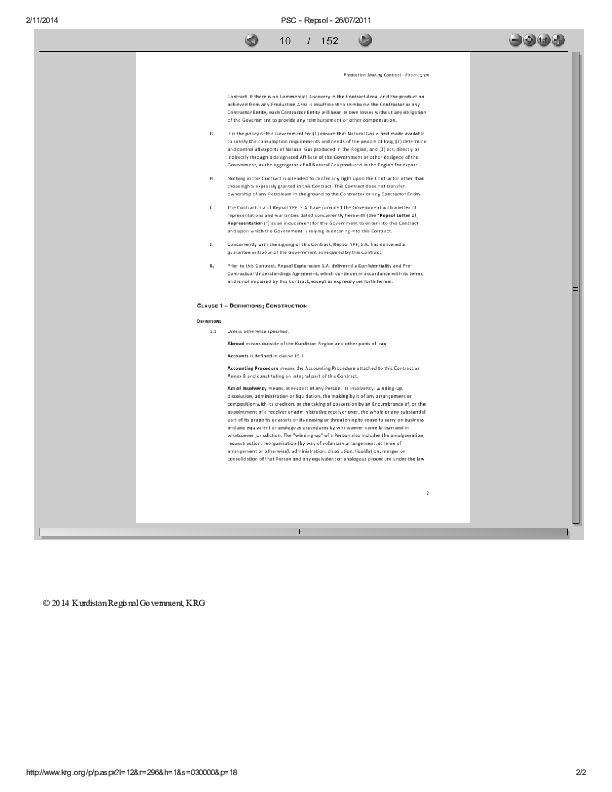 2/11/2014 PSC - Repsol - 26/07/2011
10 / 152
Production Sharing Contract - Piramagrun
Contract. If there is no Commercial Discovery in the Contract Area, and the production
achieved from any Production Area is insufficient to reimburse the Contractor or any
Contractor Entity, each Contractor Entity will bear its own losses without any obligation
of the Government to provide any reimbursement or other compensation.
G. It is the policy of the Government to (1) ensure that Natural Gas is first made available
to satisfy the consumption requirements and needs of the people of Iraq, (2) determine
and control all exports of Natural Gas produced in the Region, and (3) act, directly or
indirectly through a designated Affiliate of the Government or other designee of the
Government, as the aggregator of all Natural Gas produced in the Region for export.
H. Nothing in the Contract is intended to confer any right upon the Contractor other than
those rights expressly granted in this Contract. This Contract does not transfer
ownership of any Petroleum in the ground to the Contractor or any Contractor Entity.
I. The Contractor and Repsol YPF, S.A. have provided the Government with a letter of
representations and warranties dated concurrently herewith (the "Repsol Letter of
Representations") as an inducement for the Government to enter into this Contract
and upon which the Government is relying in entering into this Contract.
J. Concurrently with the signing of this Contract, Repsol YPF, S.A. has delivered a
guarantee in favour of the Government as required by this Contract.
K. Prior to this Contract, Repsol Exploración S.A. delivered a Confidentiality and Pre-
Contractual Understandings Agreement, which continues in accordance with its terms
and is not impaired by this Contract, except as expressly set forth herein.
CLAUSE 1 – DEFINITIONS; CONSTRUCTION
DEFINITIONS
1.1 Unless otherwise specified:
Abroad means outside of the Kurdistan Region and other parts of Iraq.
Accounts is defined in clause 15.1.
Accounting Procedure means the Accounting Procedure attached to this Contract as
Annex B and constituting an integral part of this Contract.
Act of Insolvency means, in respect of any Person, its insolvency, winding-up,
dissolution, administration or liquidation, the making by it of any arrangement or
composition with its creditors or the taking of possession by an Encumbrancer of, or the
appointment of a receiver or administrative receiver over, the whole or any substantial
part of its property or assets or its ceasing or threatening to cease to carry on business
and any equivalent or analogous procedures by whatsoever name known and in
whatsoever jurisdiction. The "winding-up" of a Person also includes the amalgamation,
reconstruction, reorganisation (by way of voluntary arrangement, scheme of
arrangement or otherwise), administration, dissolution, liquidation, merger or
consolidation of that Person and any equivalent or analogous procedure under the law
2
© 2014 Kurdistan Regional Government, KRG
http://www.krg.org/p/p.aspx?l=12&r=296&h=1&s=030000&p=18 2/2